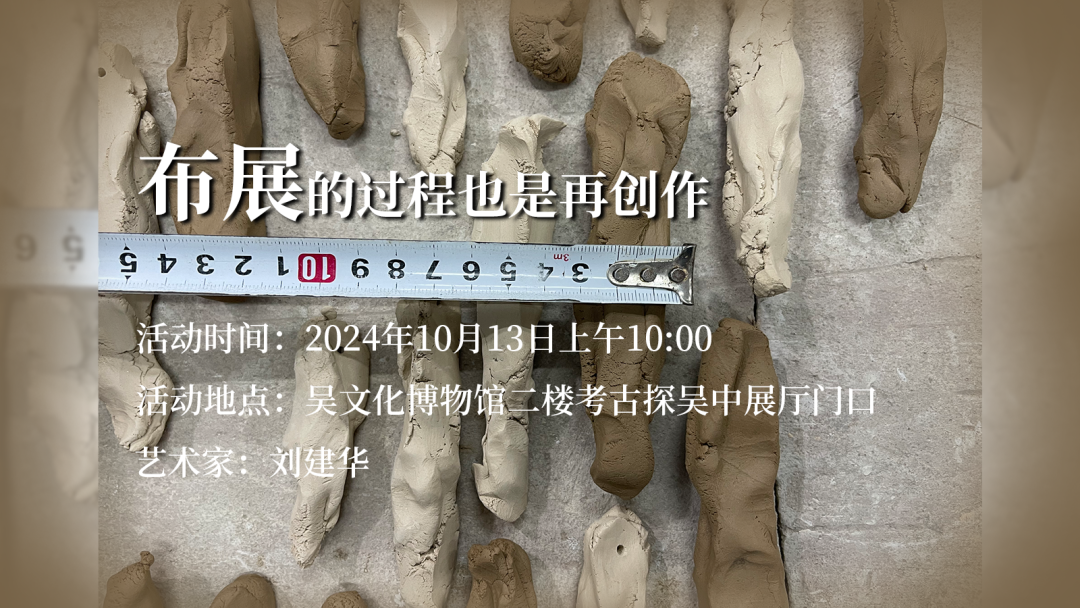 布展的过程也是再创作
5 4 3 2 1 10 9 8 7 6 5 4 3
3m
活动时间：2024年10月13日上午10:00
活动地点：吴文化博物馆二楼考古探吴中展厅门口
艺术家：刘建华